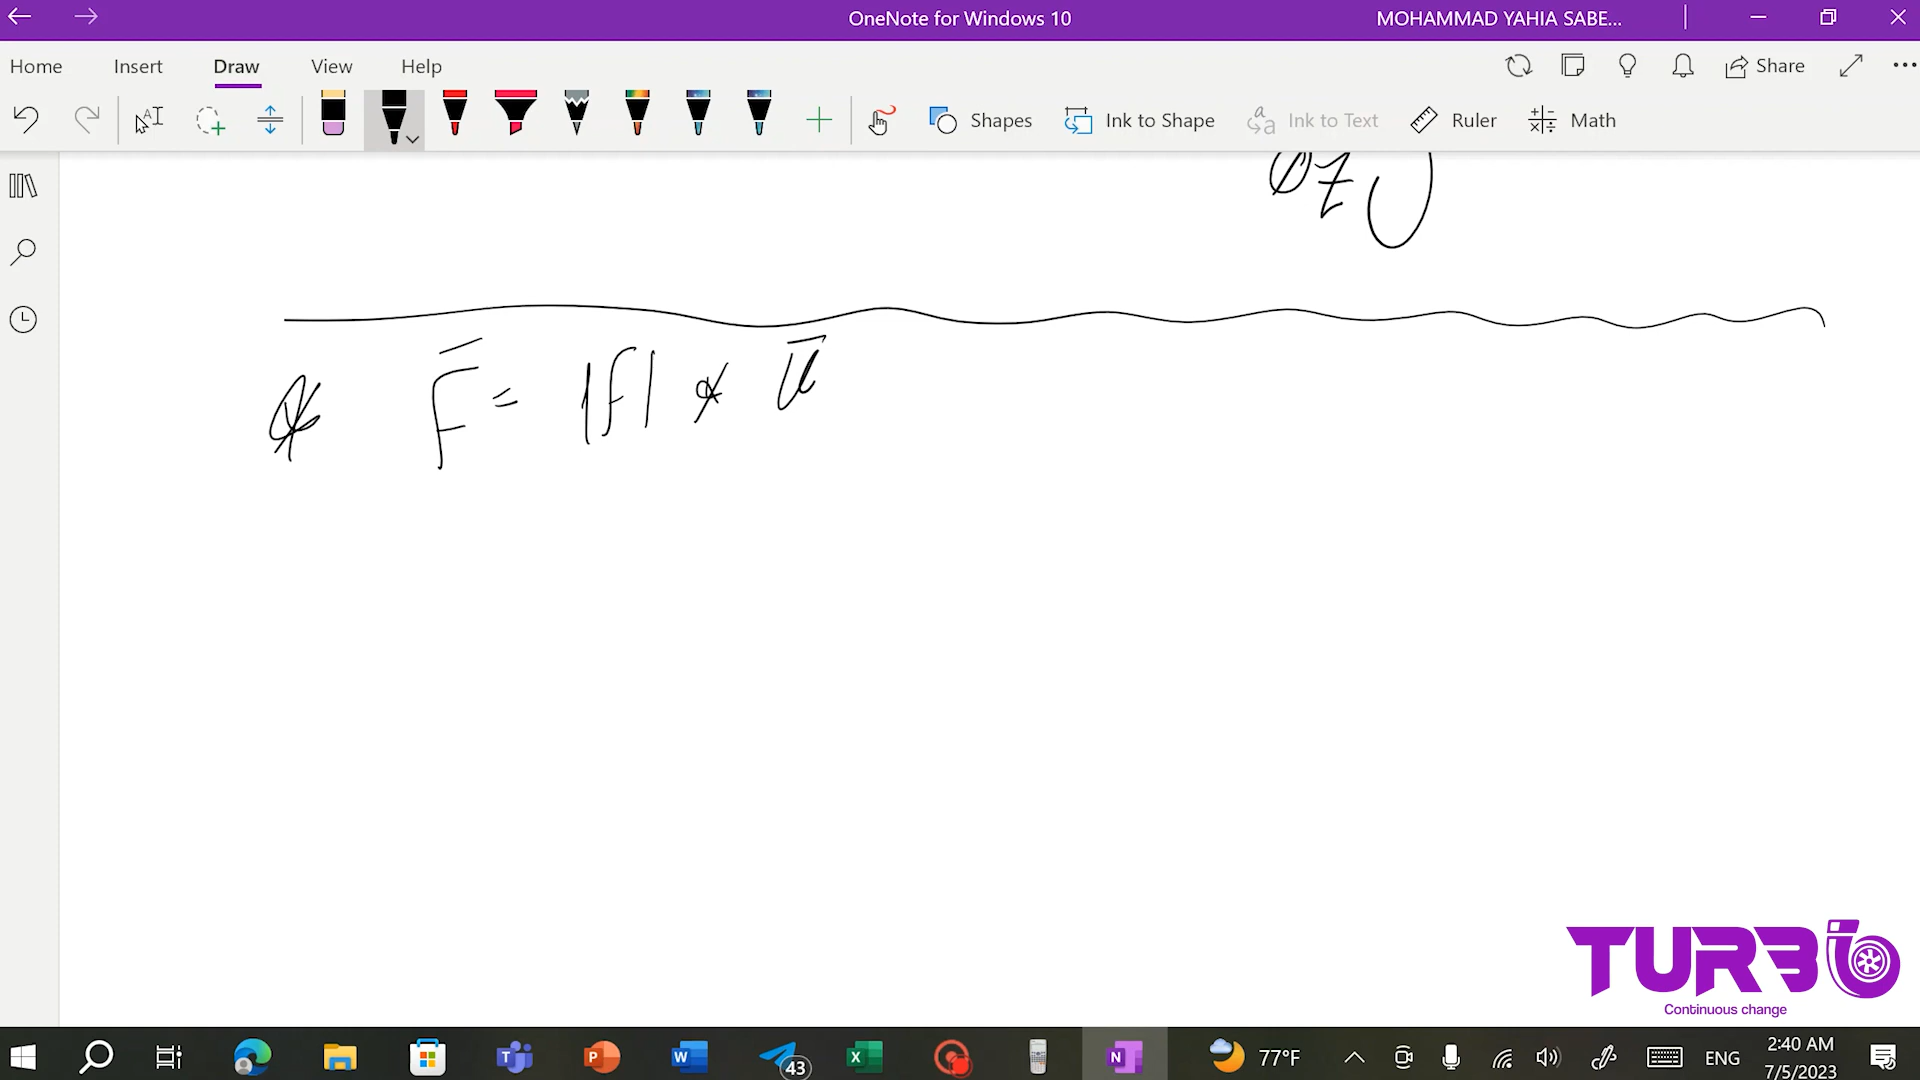 OneNote for Windows 10 MOHAMMAD YAHIA SABE...
Home Insert Draw View Help Share
Shapes Ink to Shape Ink to Text Ruler Math
* F̄ = |F| * ū
TURBO
Continuous change
43 77°F ENG 2:40 AM
7/5/2023